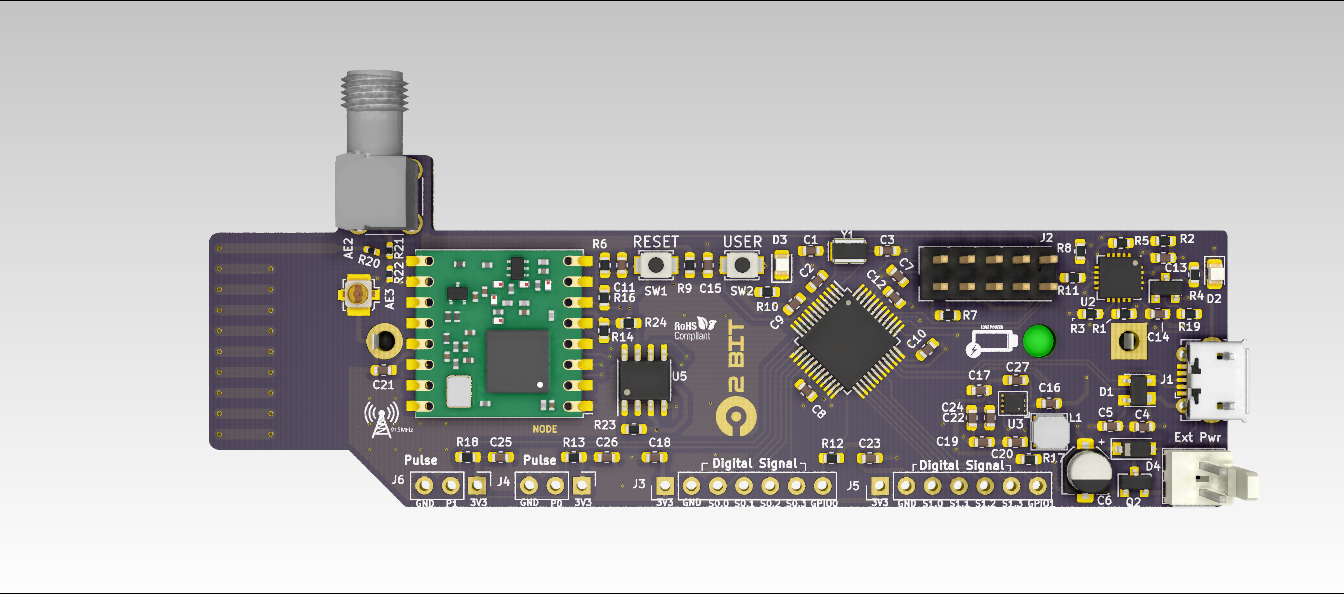 AE2
R20
R21
R22
AE3
C21
915MHz
NODE
R6
RESET
C11
R16
SW1
R9
C15
USER
SW2
D3
R10
C1
Y1
C3
C2
C7
C12
C9
C10
C8
R14
R24
RoHS
Compliant
2 BIT
U5
R23
J2
R8
R11
R7
R5
R2
C13
R4
D2
U2
R3
R1
C14
R19
LOW POWER
C17
C27
C16
C24
C22
U3
L1
C19
C20
R17
D1
J1
C5
C4
Ext Pwr
D4
C6
Q2
+
R18
C25
R13
C26
C18
R12
C23
Pulse
J6
GND P1 3V3
Pulse
J4
GND P0 3V3
Digital Signal
J3
3V3 GND S0.0 S0.1 S0.2 S0.3 GPIO0
Digital Signal
J5
3V3 GND S1.0 S1.1 S1.2 S1.3 GPIO1